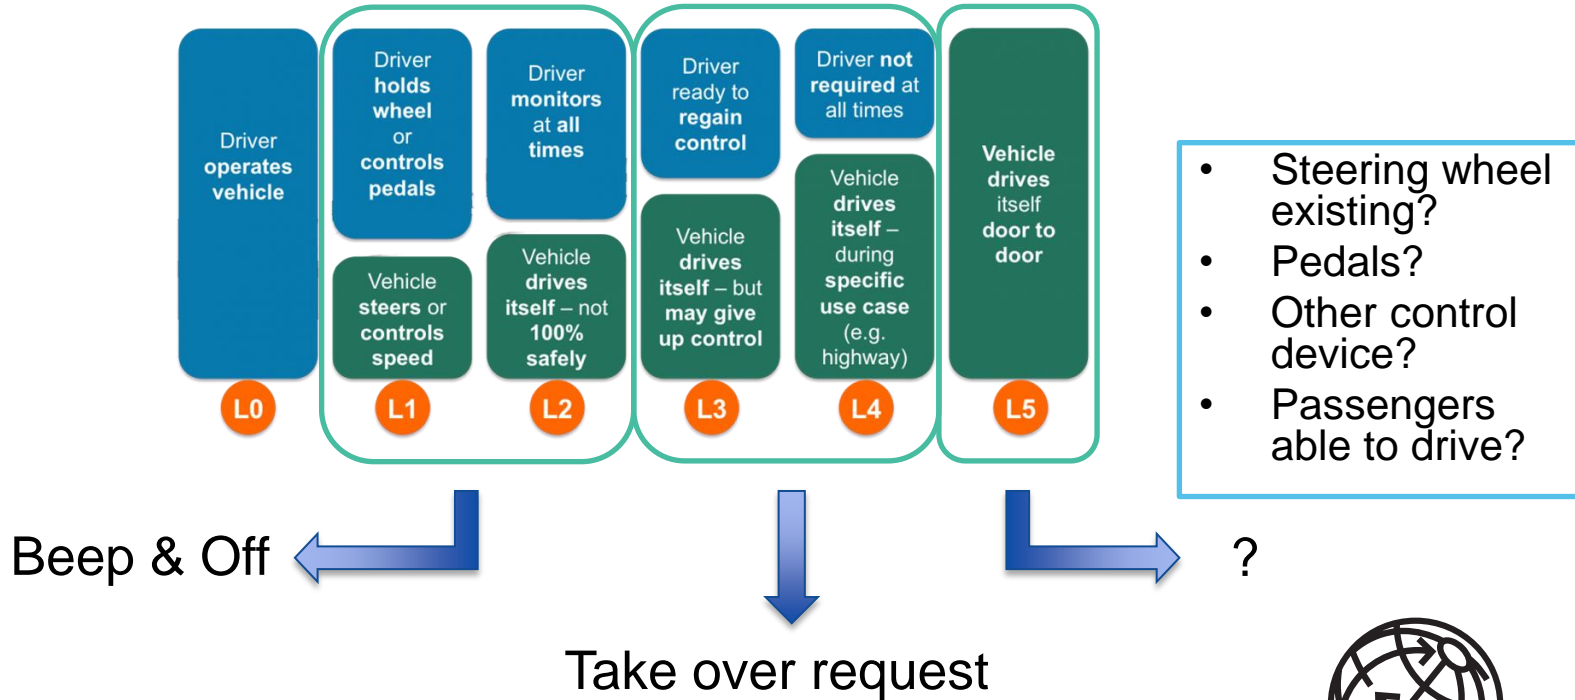 Driver
operates
vehicle
L0
Driver
holds
wheel
or
controls
pedals
Vehicle
steers or
controls
speed
L1
Driver
monitors
at all
times
Vehicle
drives
itself – not
100%
safely
L2
Driver
ready to
regain
control
Vehicle
drives
itself – but
may give
up control
L3
Driver not
required at
all times
Vehicle
drives
itself –
during
specific
use case
(e.g.
highway)
L4
Vehicle
drives
itself
door to
door
L5
• Steering wheel
existing?
• Pedals?
• Other control
device?
• Passengers
able to drive?
Beep & Off
Take over request
?